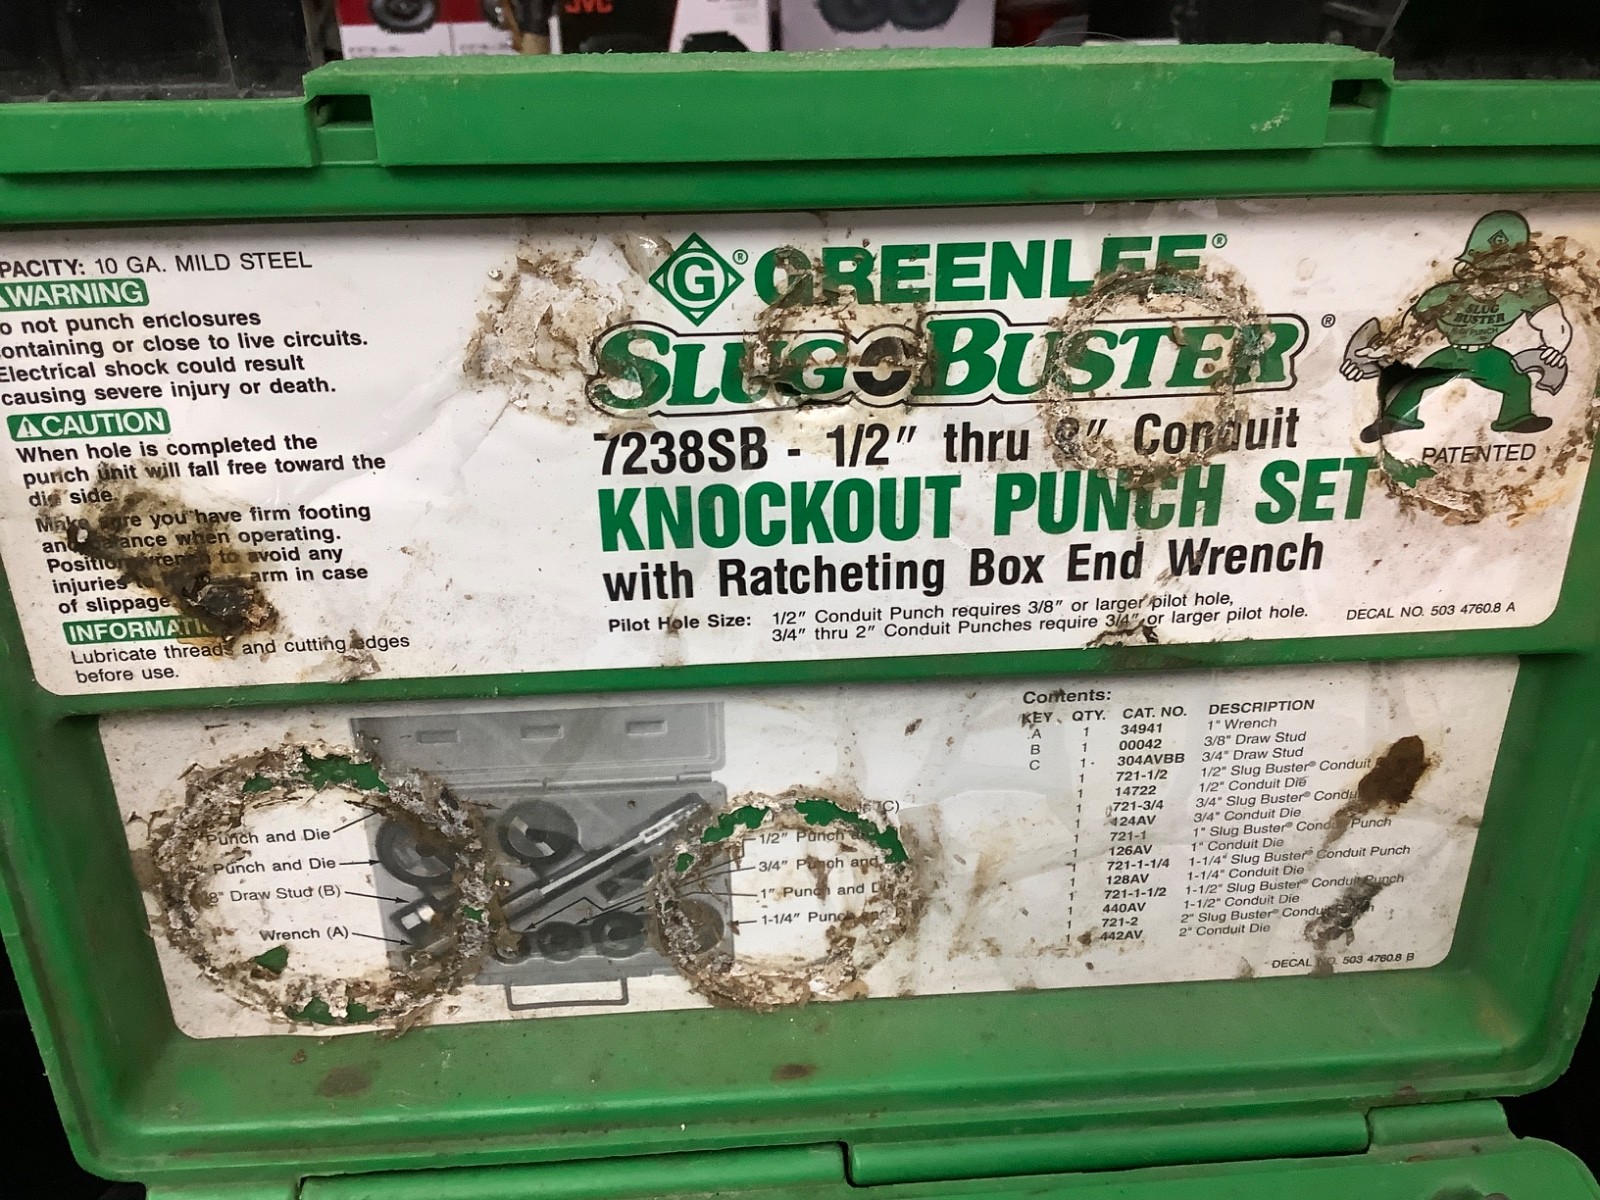 JVC
PACITY: 10 GA. MILD STEEL
WARNING
o not punch enclosures
ontaining or close to live circuits.
Electrical shock could result
causing severe injury or death.
CAUTION
When hole is completed the
punch unit will fall free toward the
die side.
you have firm footing
when operating.
to avoid any
injuries arm in case
of slippage.
Lubricate threads and cutting edges
before use.
G ® GREENLEE ®
SLUG BUSTER ®
7238SB - 1/2" thru Conduit
KNOCKOUT PUNCH SET
with Ratcheting Box End Wrench
Pilot Hole Size: 1/2" Conduit Punch requires 3/8" or larger pilot hole,
3/4" thru 2" Conduit Punches require 3/4" or larger pilot hole.
SLUG
BUSTER
PATENTED
DECAL NO. 503 4760.8 A
Punch and Die
Punch and Die
8" Draw Stud (B)
Wrench (A)
1/2" Punch
3/4" Punch and
1" Punch and D
1-1/4" Punch
Contents:
KEY QTY. CAT. NO. DESCRIPTION
A 1 34941 1" Wrench
B 1 00042 3/8" Draw Stud
C 1 304AVBB 3/4" Draw Stud
1 721-1/2 1/2" Slug Buster® Conduit
1 14722 1/2" Conduit Die
1 721-3/4 3/4" Slug Buster® Condu
1 424AV 3/4" Conduit Die
1 721-1 1" Slug Buster® Conduit Punch
1 126AV 1" Conduit Die
1 721-1-1/4 1-1/4" Slug Buster® Conduit Punch
1 128AV 1-1/4" Conduit Die
1 721-1-1/2 1-1/2" Slug Buster® Conduit Punch
1 440AV 1-1/2" Conduit Die
1 721-2 2" Slug Buster® Conduit
1 442AV 2" Conduit Die
DECAL NO. 503 4760.8 B